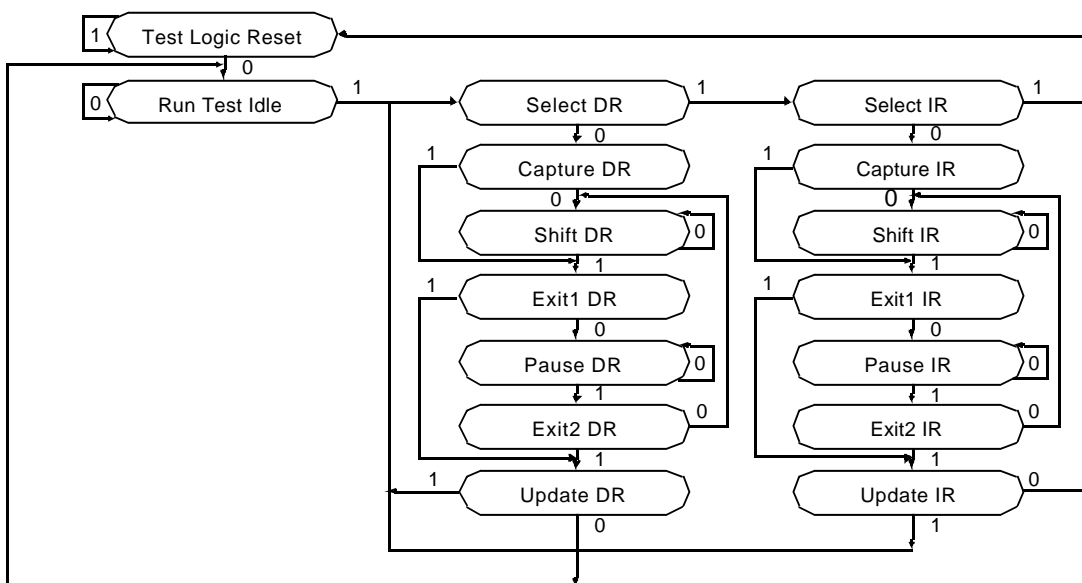 1 Test Logic Reset
0
0 Run Test Idle 1 Select DR 1 Select IR 1
0 0
1 Capture DR 1 Capture IR
0 0
Shift DR 0 Shift IR 0
1 1
1 Exit1 DR 1 Exit1 IR
0 0
Pause DR 0 Pause IR 0
1 1
Exit2 DR 0 Exit2 IR 0
1 1
1 Update DR Update IR 0
0 1